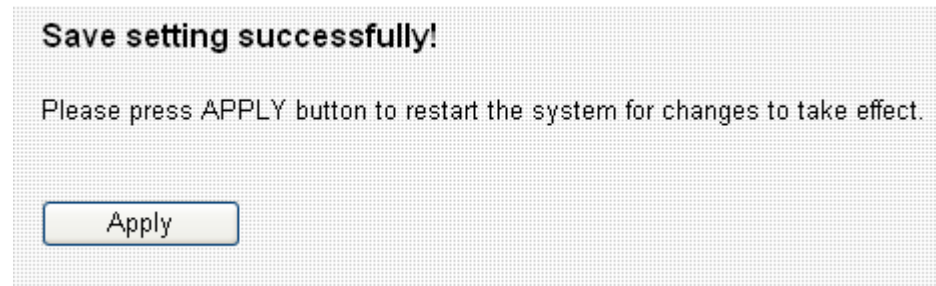 Save setting successfully!
Please press APPLY button to restart the system for changes to take effect.
Apply